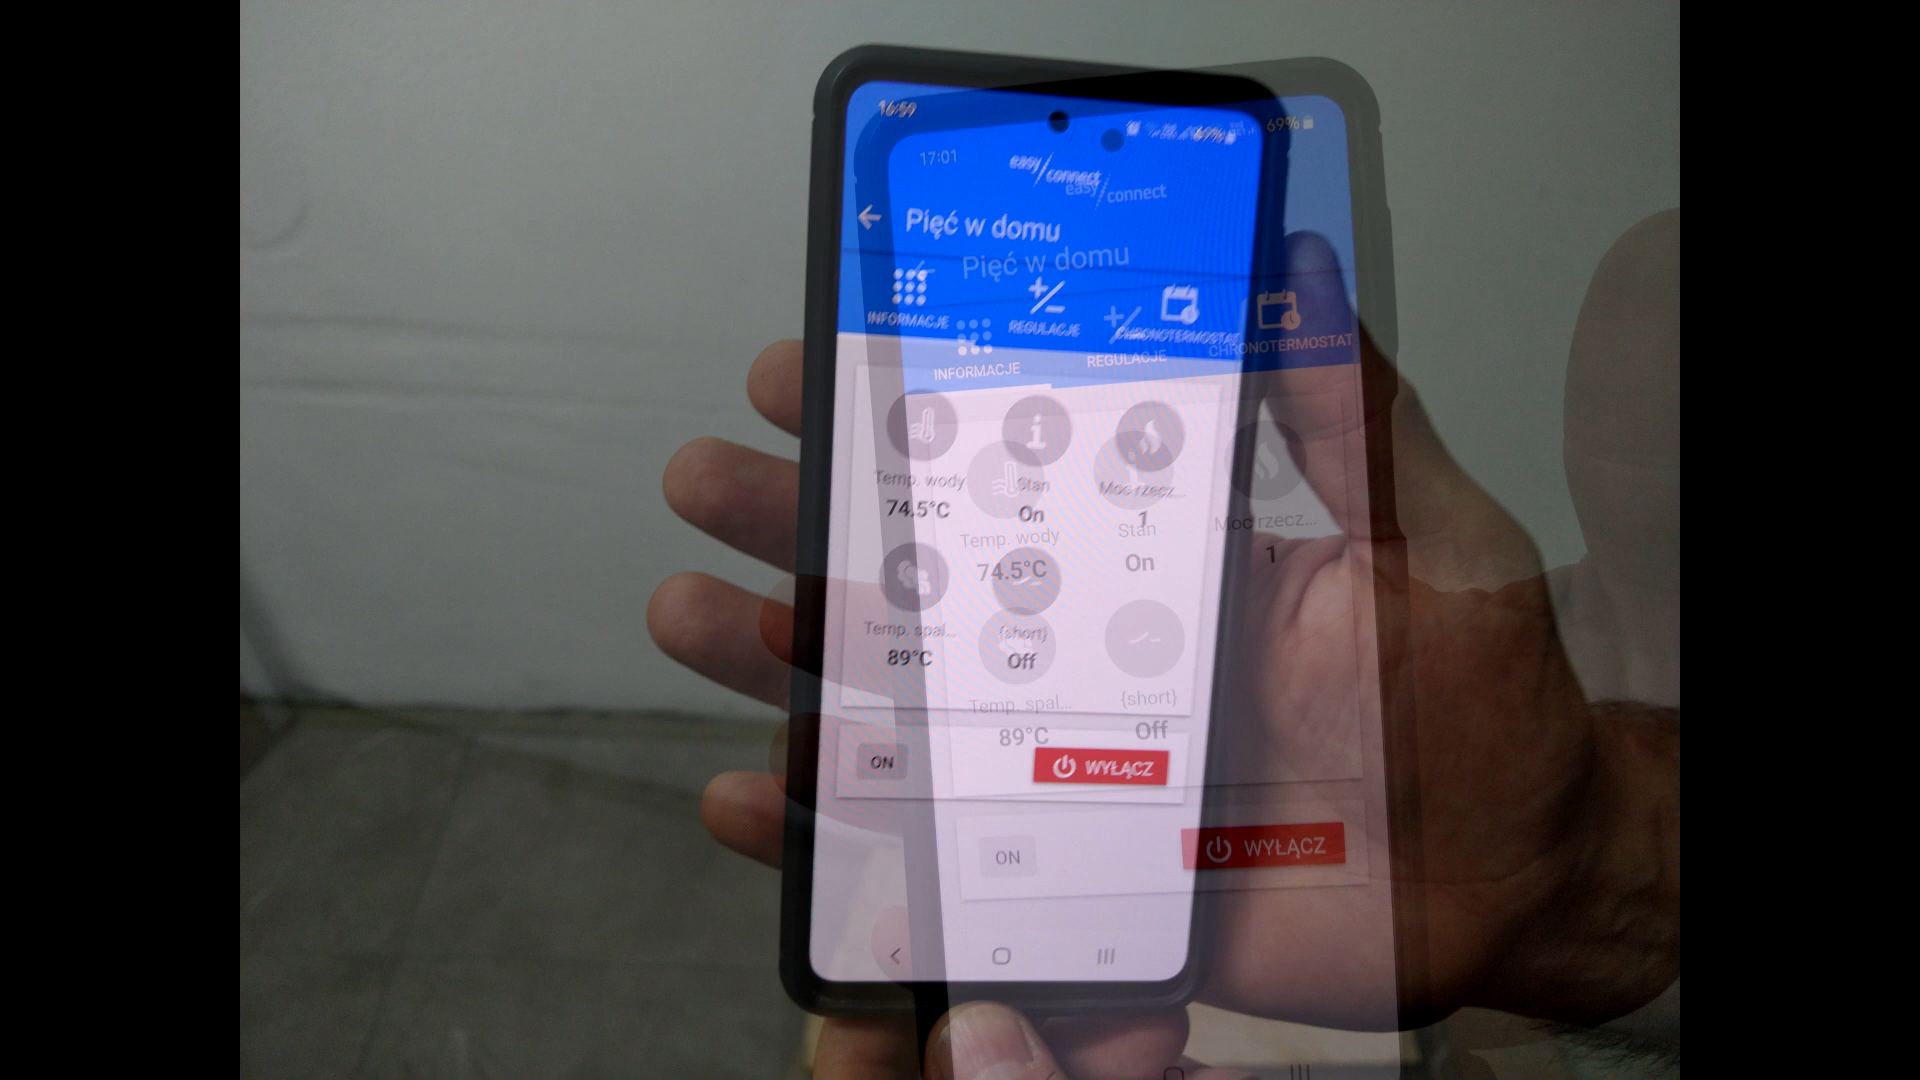 16:59
69%
easy connect
Pięć w domu
INFORMACJE
REGULACJE
CHRONOTERMOSTAT
Temp. wody
74.5°C
Stan
On
Moc rzecz...
1
Temp. spal...
89°C
{short}
Off
ON
WYŁĄCZ
17:01
69%
easy connect
Pięć w domu
INFORMACJE
REGULACJE
CHRONOTERMOSTAT
Temp. wody
74.5°C
Stan
On
Moc rzecz...
1
Temp. spal...
89°C
{short}
Off
ON
WYŁĄCZ